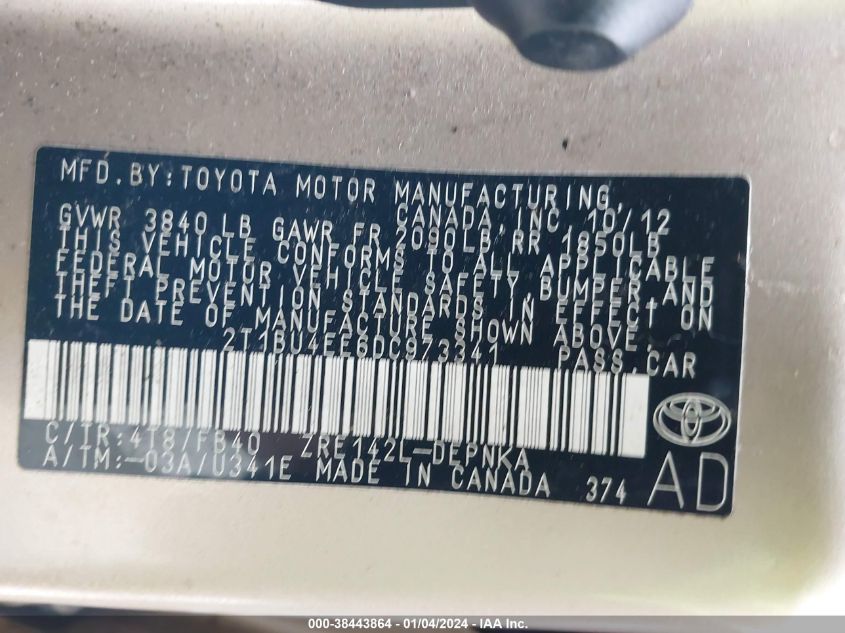 MFD.BY:TOYOTA MOTOR MANUFACTURING,
CANADA,INC. 10/12
GVWR 3840 LB GAWR FR 2090LB,RR 1850LB
THIS VEHICLE CONFORMS TO ALL APPLICABLE
FEDERAL MOTOR VEHICLE SAFETY,BUMPER,AND
THEFT PREVENTION STANDARDS IN EFFECT ON
THE DATE OF MANUFACTURE SHOWN ABOVE.
2T1BU4EE6DC973341 PASS.CAR
C/TR:4T8/FB40 ZRE142L-DEPNKA
A/TM:-03A/U341E MADE IN CANADA 374
AD
000-38443864 - 01/04/2024 - IAA Inc.